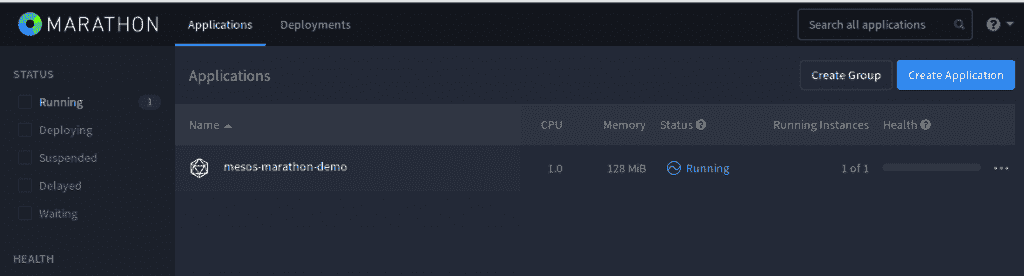 MARATHON Applications Deployments Search all applications
STATUS
Running 1
Deploying
Suspended
Delayed
Waiting
HEALTH
Applications Create Group Create Application
Name CPU Memory Status Running Instances Health
mesos-marathon-demo 1.0 128 MiB Running 1 of 1